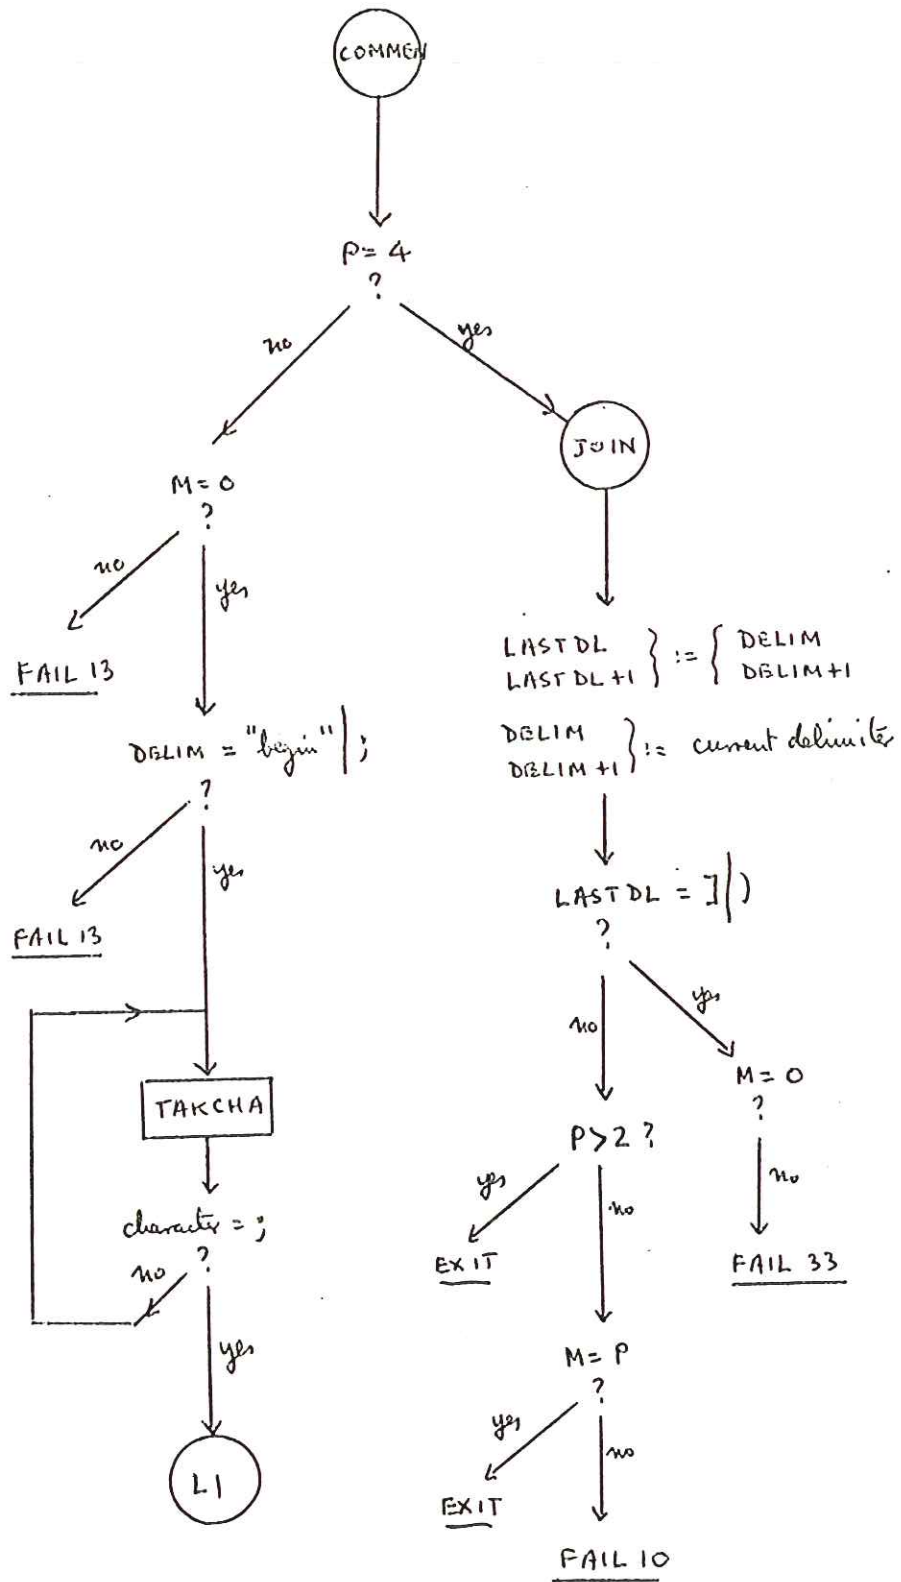 COMMEN
P = 4
?
no
yes
JOIN
M = 0
?
no
yes
FAIL 13
LASTDL
LASTDL+1 } := { DELIM
DELIM+1
DELIM = "begin" | ;
?
DELIM
DELIM+1 } := current delimiter
no
yes
FAIL 13
LASTDL = ] | )
?
no
yes
M = 0
?
TAKCHA
P > 2 ?
no
yes
no
character = ;
?
EXIT
FAIL 33
no
yes
M = P
?
yes
no
L1
EXIT
FAIL 10